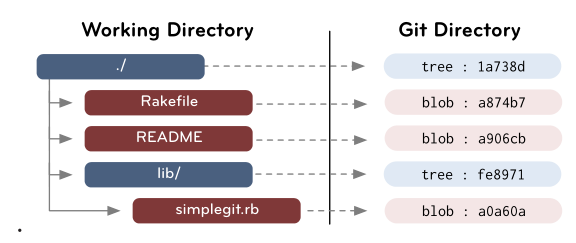 Working Directory Git Directory
./ tree : 1a738d
Rakefile blob : a874b7
README blob : a906cb
lib/ tree : fe8971
simplegit.rb blob : a0a60a